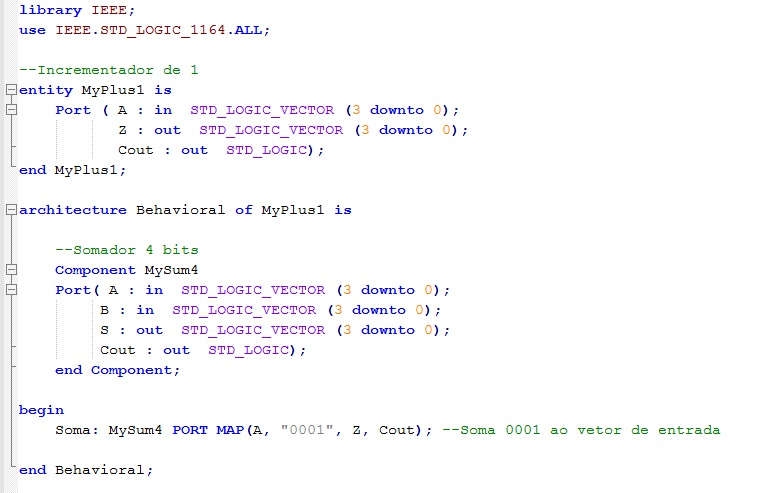 library IEEE;
use IEEE.STD_LOGIC_1164.ALL;
--Incrementador de 1
entity MyPlus1 is
Port ( A : in STD_LOGIC_VECTOR (3 downto 0);
Z : out STD_LOGIC_VECTOR (3 downto 0);
Cout : out STD_LOGIC);
end MyPlus1;
architecture Behavioral of MyPlus1 is
--Somador 4 bits
Component MySum4
Port( A : in STD_LOGIC_VECTOR (3 downto 0);
B : in STD_LOGIC_VECTOR (3 downto 0);
S : out STD_LOGIC_VECTOR (3 downto 0);
Cout : out STD_LOGIC);
end Component;
begin
Soma: MySum4 PORT MAP(A, "0001", Z, Cout); --Soma 0001 ao vetor de entrada
end Behavioral;